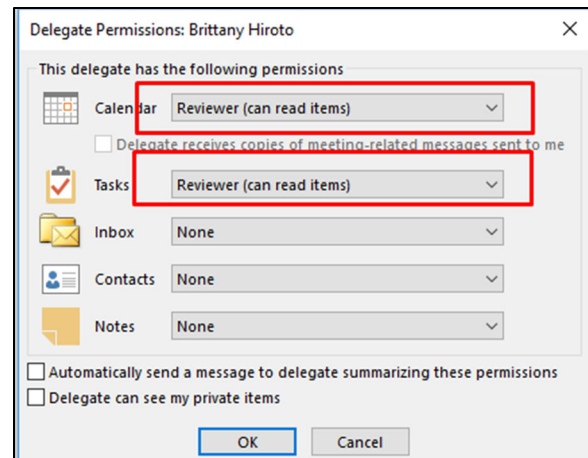 Delegate Permissions: Brittany Hiroto
This delegate has the following permissions
Calendar Reviewer (can read items)
Delegate receives copies of meeting-related messages sent to me
Tasks Reviewer (can read items)
Inbox None
Contacts None
Notes None
Automatically send a message to delegate summarizing these permissions
Delegate can see my private items
OK Cancel